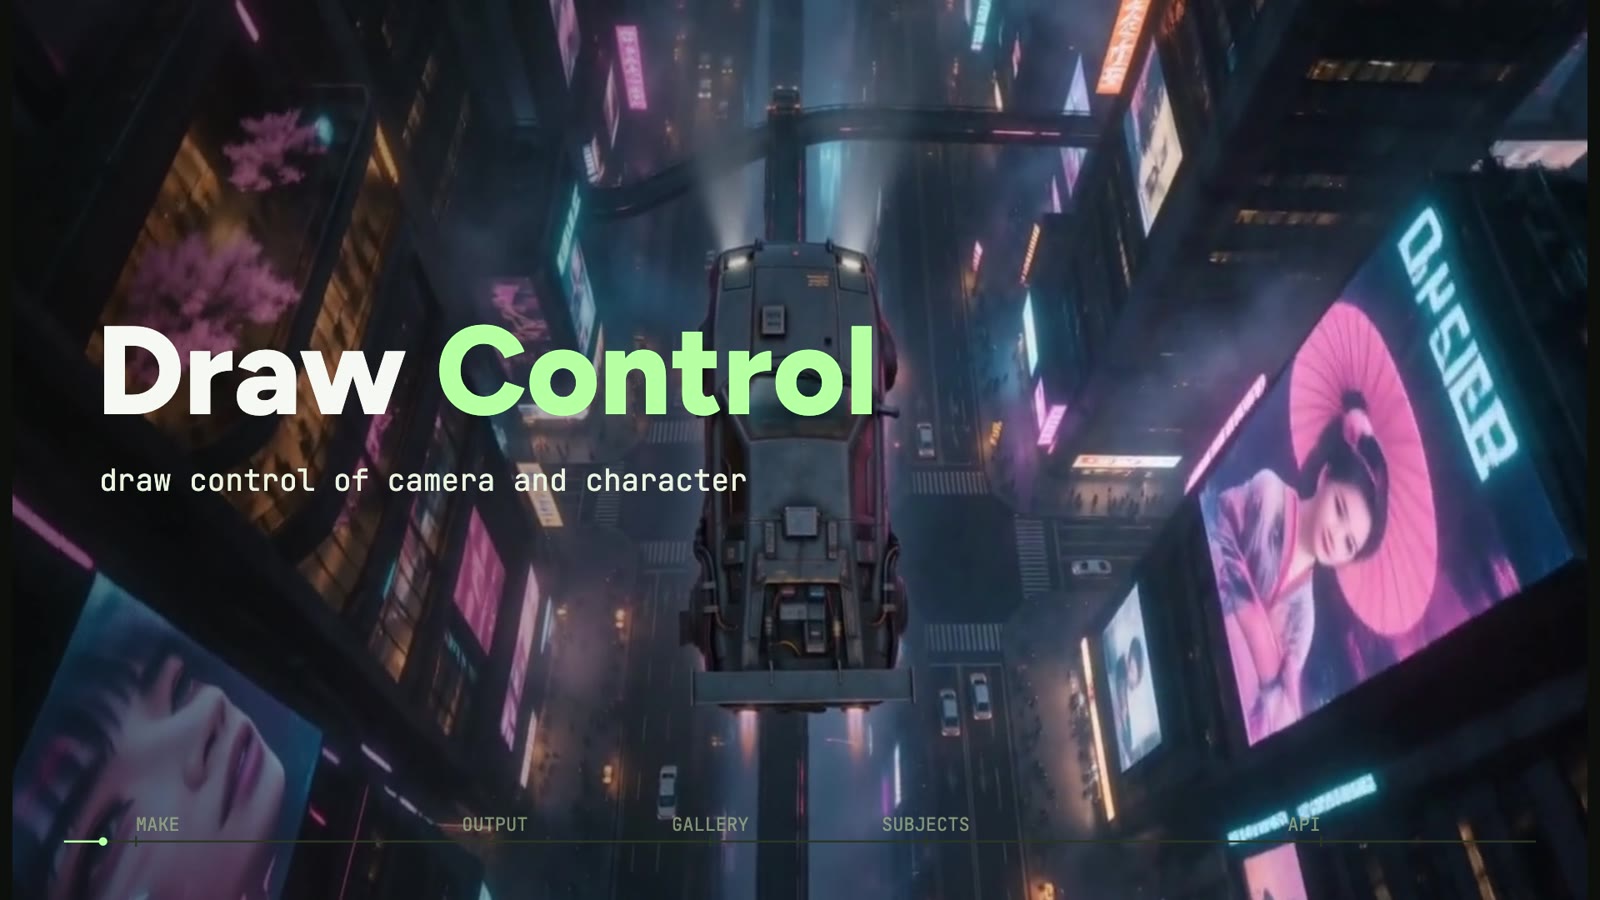 Draw Control
draw control of camera and character
MAKE
OUTPUT
GALLERY
SUBJECTS
API